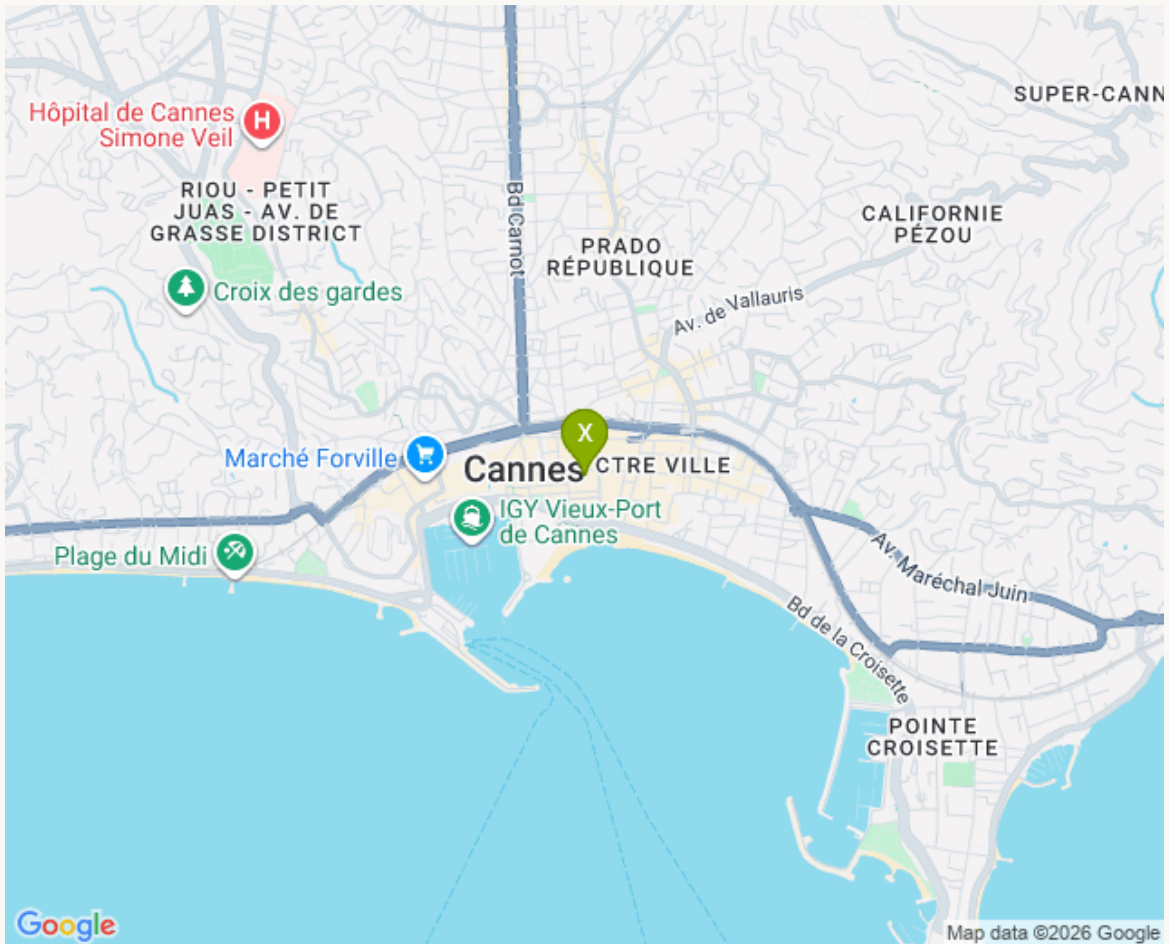 SUPER-CANN
Hôpital de Cannes
Simone Veil
H
RIOU - PETIT
JUAS - AV. DE
GRASSE DISTRICT
Bd Carnot
CALIFORNIE
PÉZOU
PRADO
RÉPUBLIQUE
Croix des gardes
Av. de Vallauris
X
Marché Forville
Cannes
CTRE VILLE
IGY Vieux-Port
de Cannes
Plage du Midi
Av. Maréchal Juin
Bd de la Croisette
POINTE
CROISETTE
Google
Map data ©2026 Google